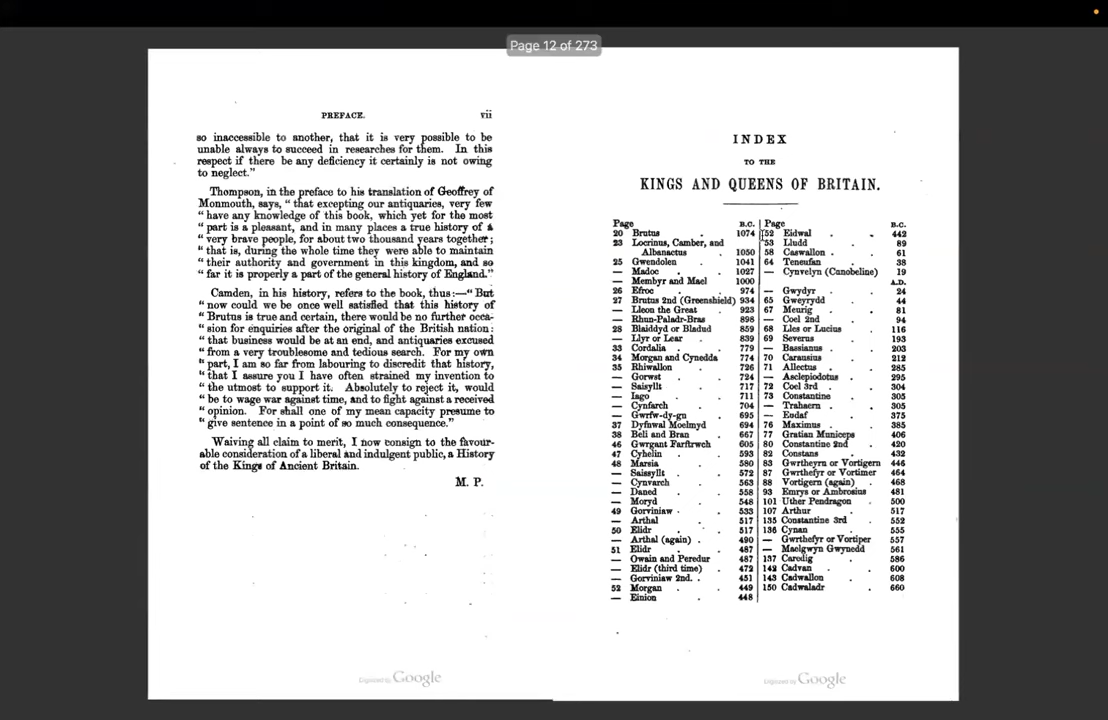 Page 12 of 273
PREFACE. vii
so inaccessible to another, that it is very possible to be
unable always to succeed in researches for them. In this
respect if there be any deficiency it certainly is not owing
to neglect."
Thompson, in the preface to his translation of Geoffrey of
Monmouth, says, " that excepting our antiquaries, very few
" have any knowledge of this book, which yet for the most
" part is a pleasant, and in many places a true history of a
" very brave people, for about two thousand years together;
" that is, during the whole time they were able to maintain
" their authority and government in this kingdom, and so
" far it is properly a part of the general history of England."
Camden, in his history, refers to the book, thus:—" But
" now could we be once well satisfied that this history of
" Brutus is true and certain, there would be no further occa-
" sion for enquiries after the original of the British nation:
" that business would be at an end, and antiquaries excused
" from a very troublesome and tedious search. For my own
" part, I am so far from labouring to discredit that history,
" that I assure you I have often strained my invention to
" the utmost to support it. Absolutely to reject it, would
" be to wage war against time, and to fight against a received
" opinion. For shall one of my mean capacity presume to
" give sentence in a point of so much consequence."
Waiving all claim to merit, I now consign to the favour-
able consideration of a liberal and indulgent public, a History
of the Kings of Ancient Britain.
M. P.
Digitized by Google
INDEX
TO THE
KINGS AND QUEENS OF BRITAIN.
Page B.C.
20 Brutus . 1074
23 Locrinus, Camber, and
Albanactus . 1050
25 Gwendolen . 1041
— Madoc . . 1027
— Membyr and Mael 1000
26 Efroc . . 974
27 Brutus 2nd (Greenshield) 934
— Lleon the Great . 923
— Rhun-Paladr-Bras . 898
28 Blaiddyd or Bladud . 859
— Llyr or Lear . 839
33 Cordalia . . 779
34 Morgan and Cynedda . 774
35 Rhiwallon . . 726
— Gorwst . . 724
— Saisyllt . . 717
— Iago . . 711
— Cynfarch . . 704
— Gwrfw-dy-gn . 695
37 Dyfnwal Moelmyd . 694
38 Beli and Bran . 667
46 Gwrgant Farftrwch . 605
47 Cyhelin . . 593
48 Marsia . . 580
— Saissyllt . . 572
— Cynvarch . . 563
— Daned . . 558
— Moryd . . 548
49 Gorviniaw . . 533
— Arthal . . 517
50 Elidr . . 517
— Arthal (again) . . 490
51 Elidr . . 487
— Owain and Peredur . 487
— Elidr (third time) . 472
— Gorviniaw 2nd. . . 451
52 Morgan . . 449
— Einion . 448
Page B.C.
52 Eidwal . . 442
53 Lludd . 89
58 Caswallon . . 61
64 Teneufan . 38
— Cynvelyn (Cunobeline) 19
A.D.
— Gwydyr . . 24
65 Gweyrydd . 44
67 Meurig . . 81
— Coel 2nd . 94
68 Lles or Lucius . 116
69 Severus . 193
— Bassianus . . 203
70 Carausius . 212
71 Allectus . . 285
— Asclepiodotus . . 295
72 Coel 3rd . . 304
73 Constantine . 305
— Trahaern . . 305
— Eudaf . 375
76 Maximus . . 385
77 Gratian Municeps 406
80 Constantine 2nd . 420
82 Constans . 432
83 Gwrtheyrn or Vortigern 446
87 Gwrthefyr or Vortimer 464
88 Vortigern (again) . 468
93 Emrys or Ambrosius 481
101 Uther Pendragon . 500
107 Arthur . 517
135 Constantine 3rd . 552
136 Cynan . 555
— Gwrthefyr or Vortiper 557
— Maelgwyn Gwynedd 561
137 Caredig . 586
142 Cadvan . . 600
143 Cadwallon . 608
150 Cadwaladr . 660
Digitized by Google